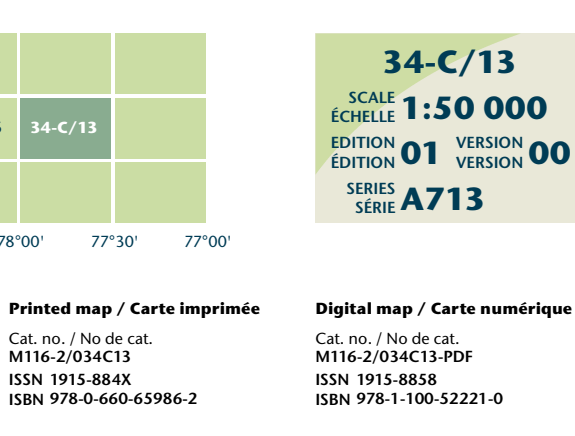 34-C/13
78°00' 77°30' 77°00'
34-C/13
SCALE
ÉCHELLE 1:50 000
EDITION
ÉDITION 01 VERSION
VERSION 00
SERIES
SÉRIE A713
Printed map / Carte imprimée
Cat. no. / No de cat.
M116-2/034C13
ISSN 1915-884X
ISBN 978-0-660-65986-2
Digital map / Carte numérique
Cat. no. / No de cat.
M116-2/034C13-PDF
ISSN 1915-8858
ISBN 978-1-100-52221-0